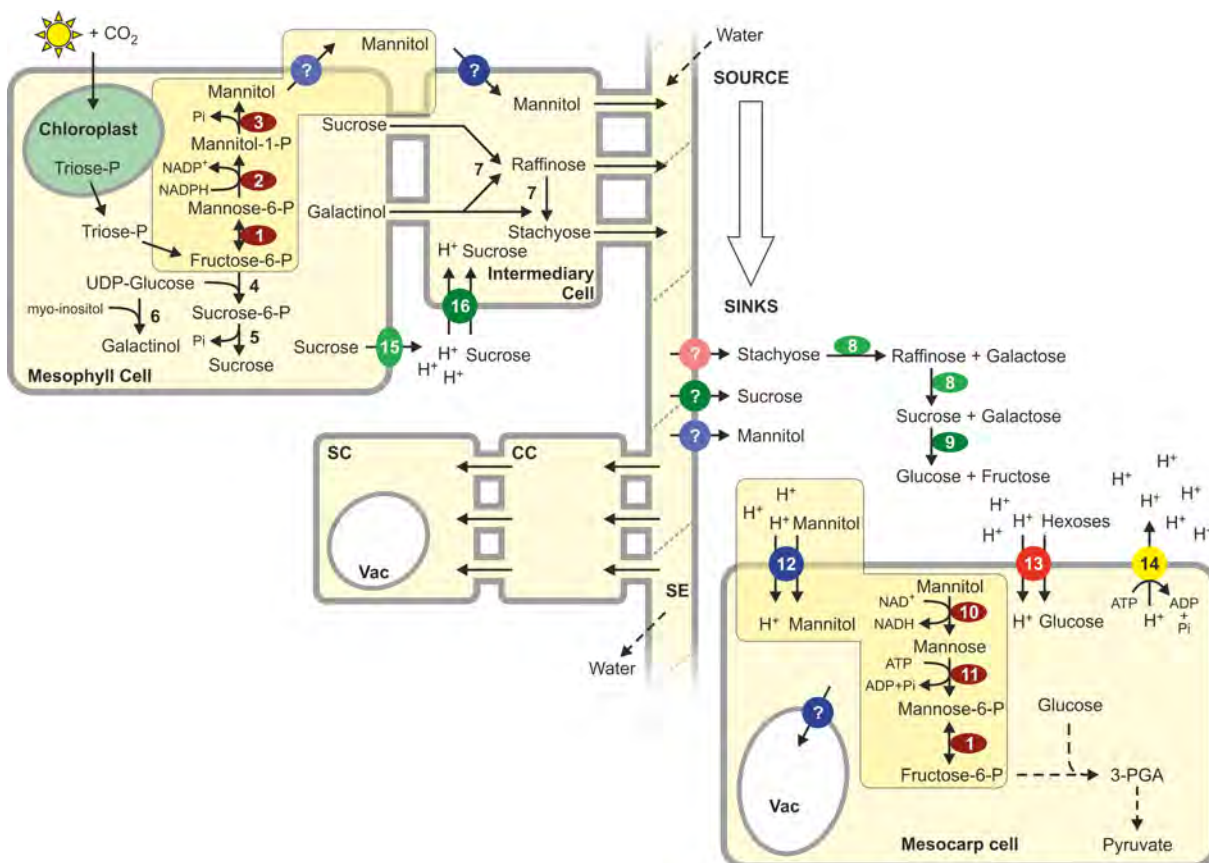 + CO2
Mannitol
Water
SOURCE
?
?
Mannitol
Mannitol
Pi
3
Chloroplast
Sucrose
Mannitol-1-P
Triose-P
NADP+
2
NADPH
7
Raffinose
7
Mannose-6-P
Galactinol
Triose-P
1
Stachyose
Fructose-6-P
H+ Sucrose
Intermediary
Cell
UDP-Glucose
4
SINKS
myo-inositol
6
Sucrose-6-P
16
Pi
5
Galactinol
Sucrose
Sucrose
15
H+ Sucrose
H+
H+
Mesophyll Cell
?
Stachyose
8
Raffinose + Galactose
8
?
Sucrose
Sucrose + Galactose
?
Mannitol
9
Glucose + Fructose
SC
CC
Vac
SE
Water
H+
H+
H+ Mannitol
12
H+ Mannitol
H+
H+
H+ Hexoses
13
H+ Glucose
H+
H+
H+
H+
H+
H+
14
ATP
H+
ADP
+
Pi
Mannitol
NAD+
10
NADH
Mannose
ATP
11
ADP+Pi
Mannose-6-P
1
Fructose-6-P
Glucose
3-PGA
Pyruvate
?
Vac
Mesocarp cell